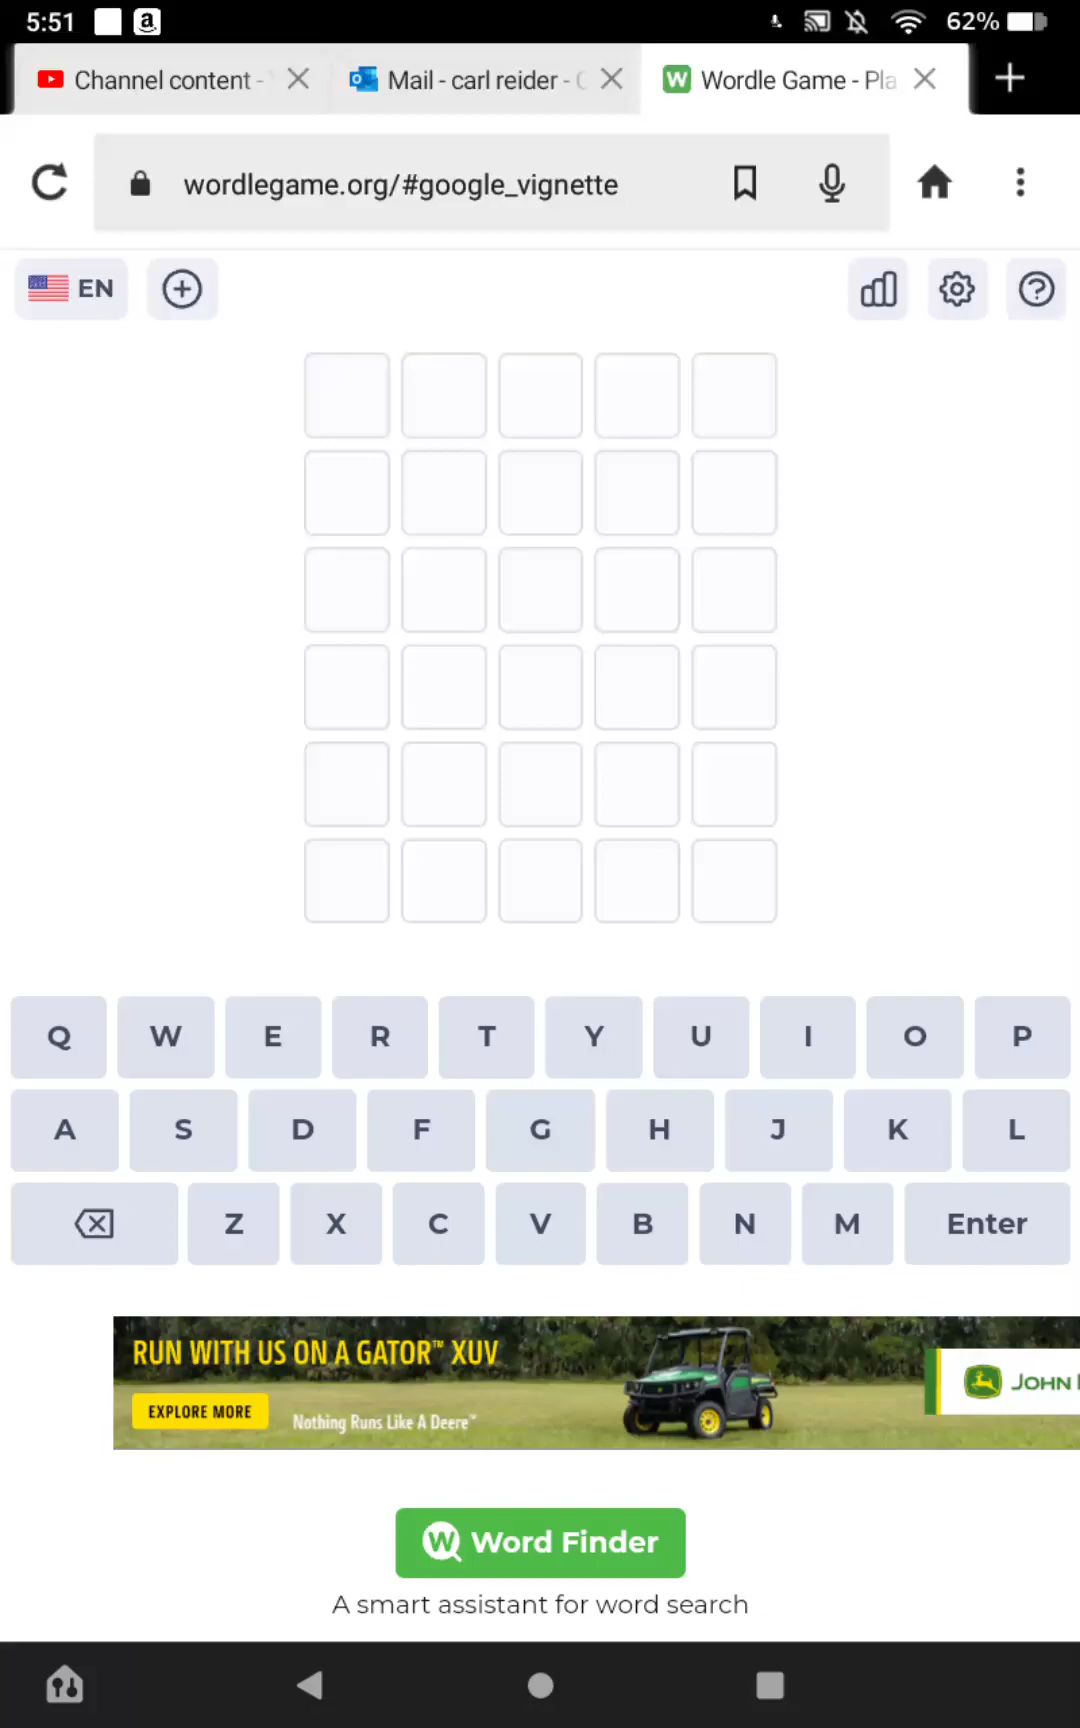 5:51 a 62%
Channel content - Mail - carl reider - Wordle Game - Pla
wordlegame.org/#google_vignette
EN
Q W E R T Y U I O P
A S D F G H J K L
Z X C V B N M Enter
RUN WITH US ON A GATOR™ XUV
EXPLORE MORE Nothing Runs Like A Deere™
JOHN
W Word Finder
A smart assistant for word search